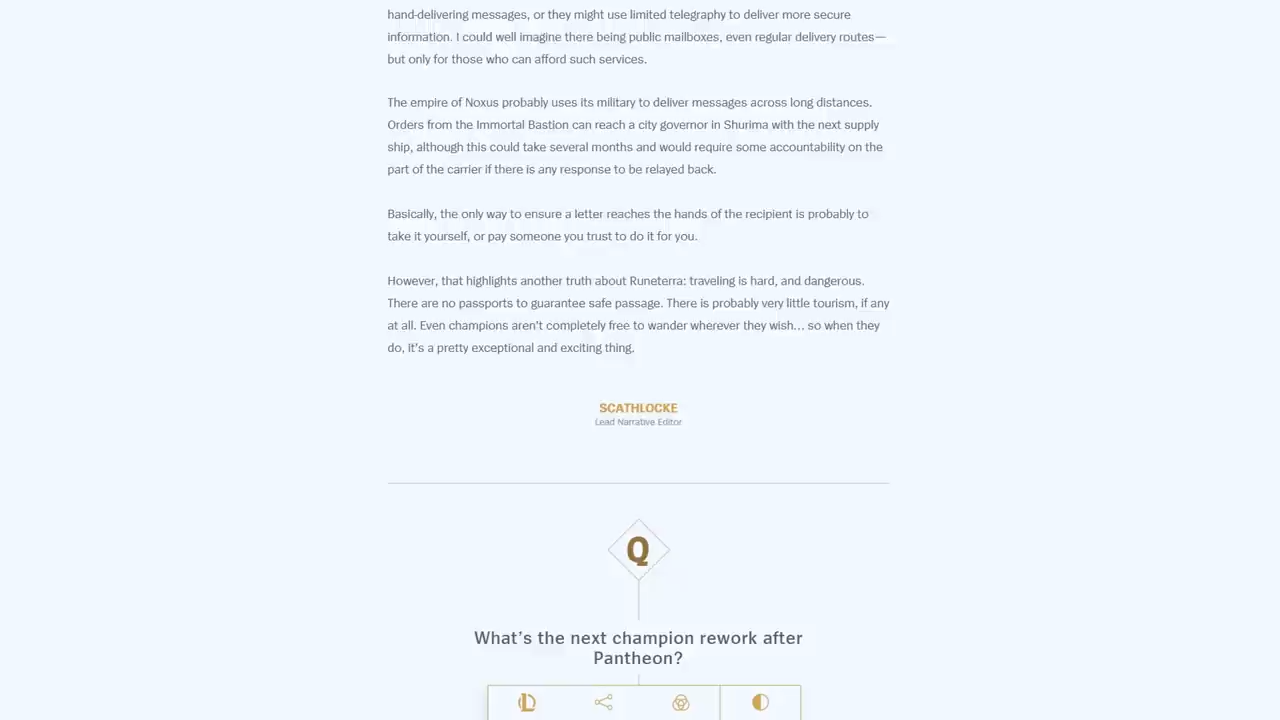 hand-delivering messages, or they might use limited telegraphy to deliver more secure
information. I could well imagine there being public mailboxes, even regular delivery routes—
but only for those who can afford such services.
The empire of Noxus probably uses its military to deliver messages across long distances.
Orders from the Immortal Bastion can reach a city governor in Shurima with the next supply
ship, although this could take several months and would require some accountability on the
part of the carrier if there is any response to be relayed back.
Basically, the only way to ensure a letter reaches the hands of the recipient is probably to
take it yourself, or pay someone you trust to do it for you.
However, that highlights another truth about Runeterra: traveling is hard, and dangerous.
There are no passports to guarantee safe passage. There is probably very little tourism, if any
at all. Even champions aren't completely free to wander wherever they wish... so when they
do, it's a pretty exceptional and exciting thing.
SCATHLOCKE
Lead Narrative Editor
Q
What's the next champion rework after
Pantheon?